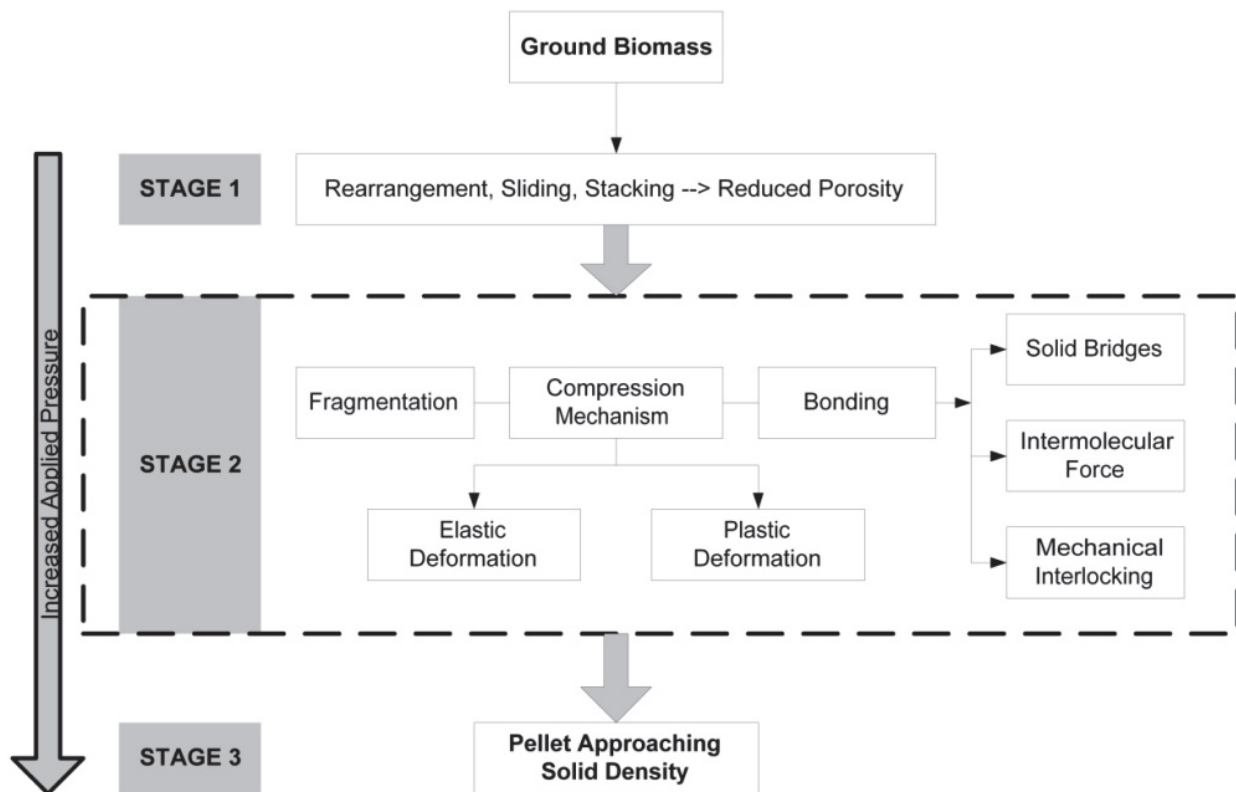 Ground Biomass
STAGE 1
Rearrangement, Sliding, Stacking --> Reduced Porosity
Increased Applied Pressure
STAGE 2
Fragmentation
Compression
Mechanism
Bonding
Solid Bridges
Intermolecular
Force
Mechanical
Interlocking
Elastic
Deformation
Plastic
Deformation
STAGE 3
Pellet Approaching
Solid Density